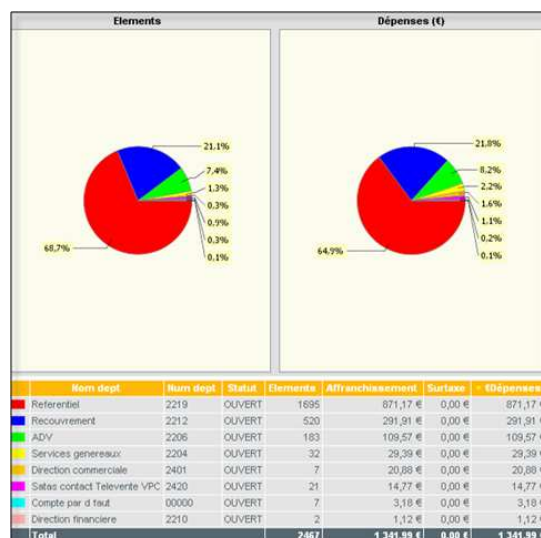 Elements
Dépenses (€)
21,1%
7,4%
1,3%
0,3%
0,9%
0,3%
0,1%
68,7%
21,8%
8,2%
2,2%
1,6%
1,1%
0,2%
0,1%
64,9%
Nom dept Num dept Statut Elements Affranchissement Surtaxe €Dépenses
Referentiel 2219 OUVERT 1695 871,17 € 0,00 € 871,17 €
Recouvrement 2212 OUVERT 520 291,91 € 0,00 € 291,91 €
ADV 2206 OUVERT 183 109,57 € 0,00 € 109,57 €
Services genereaux 2204 OUVERT 32 29,39 € 0,00 € 29,39 €
Direction commerciale 2401 OUVERT 7 20,88 € 0,00 € 20,88 €
Satas contact Televente VPC 2420 OUVERT 21 14,77 € 0,00 € 14,77 €
Compte par d faut 00000 OUVERT 7 3,18 € 0,00 € 3,18 €
Direction financiere 2210 OUVERT 2 1,12 € 0,00 € 1,12 €
Total 2467 1 341,99 € 0,00 € 1 341,99 €